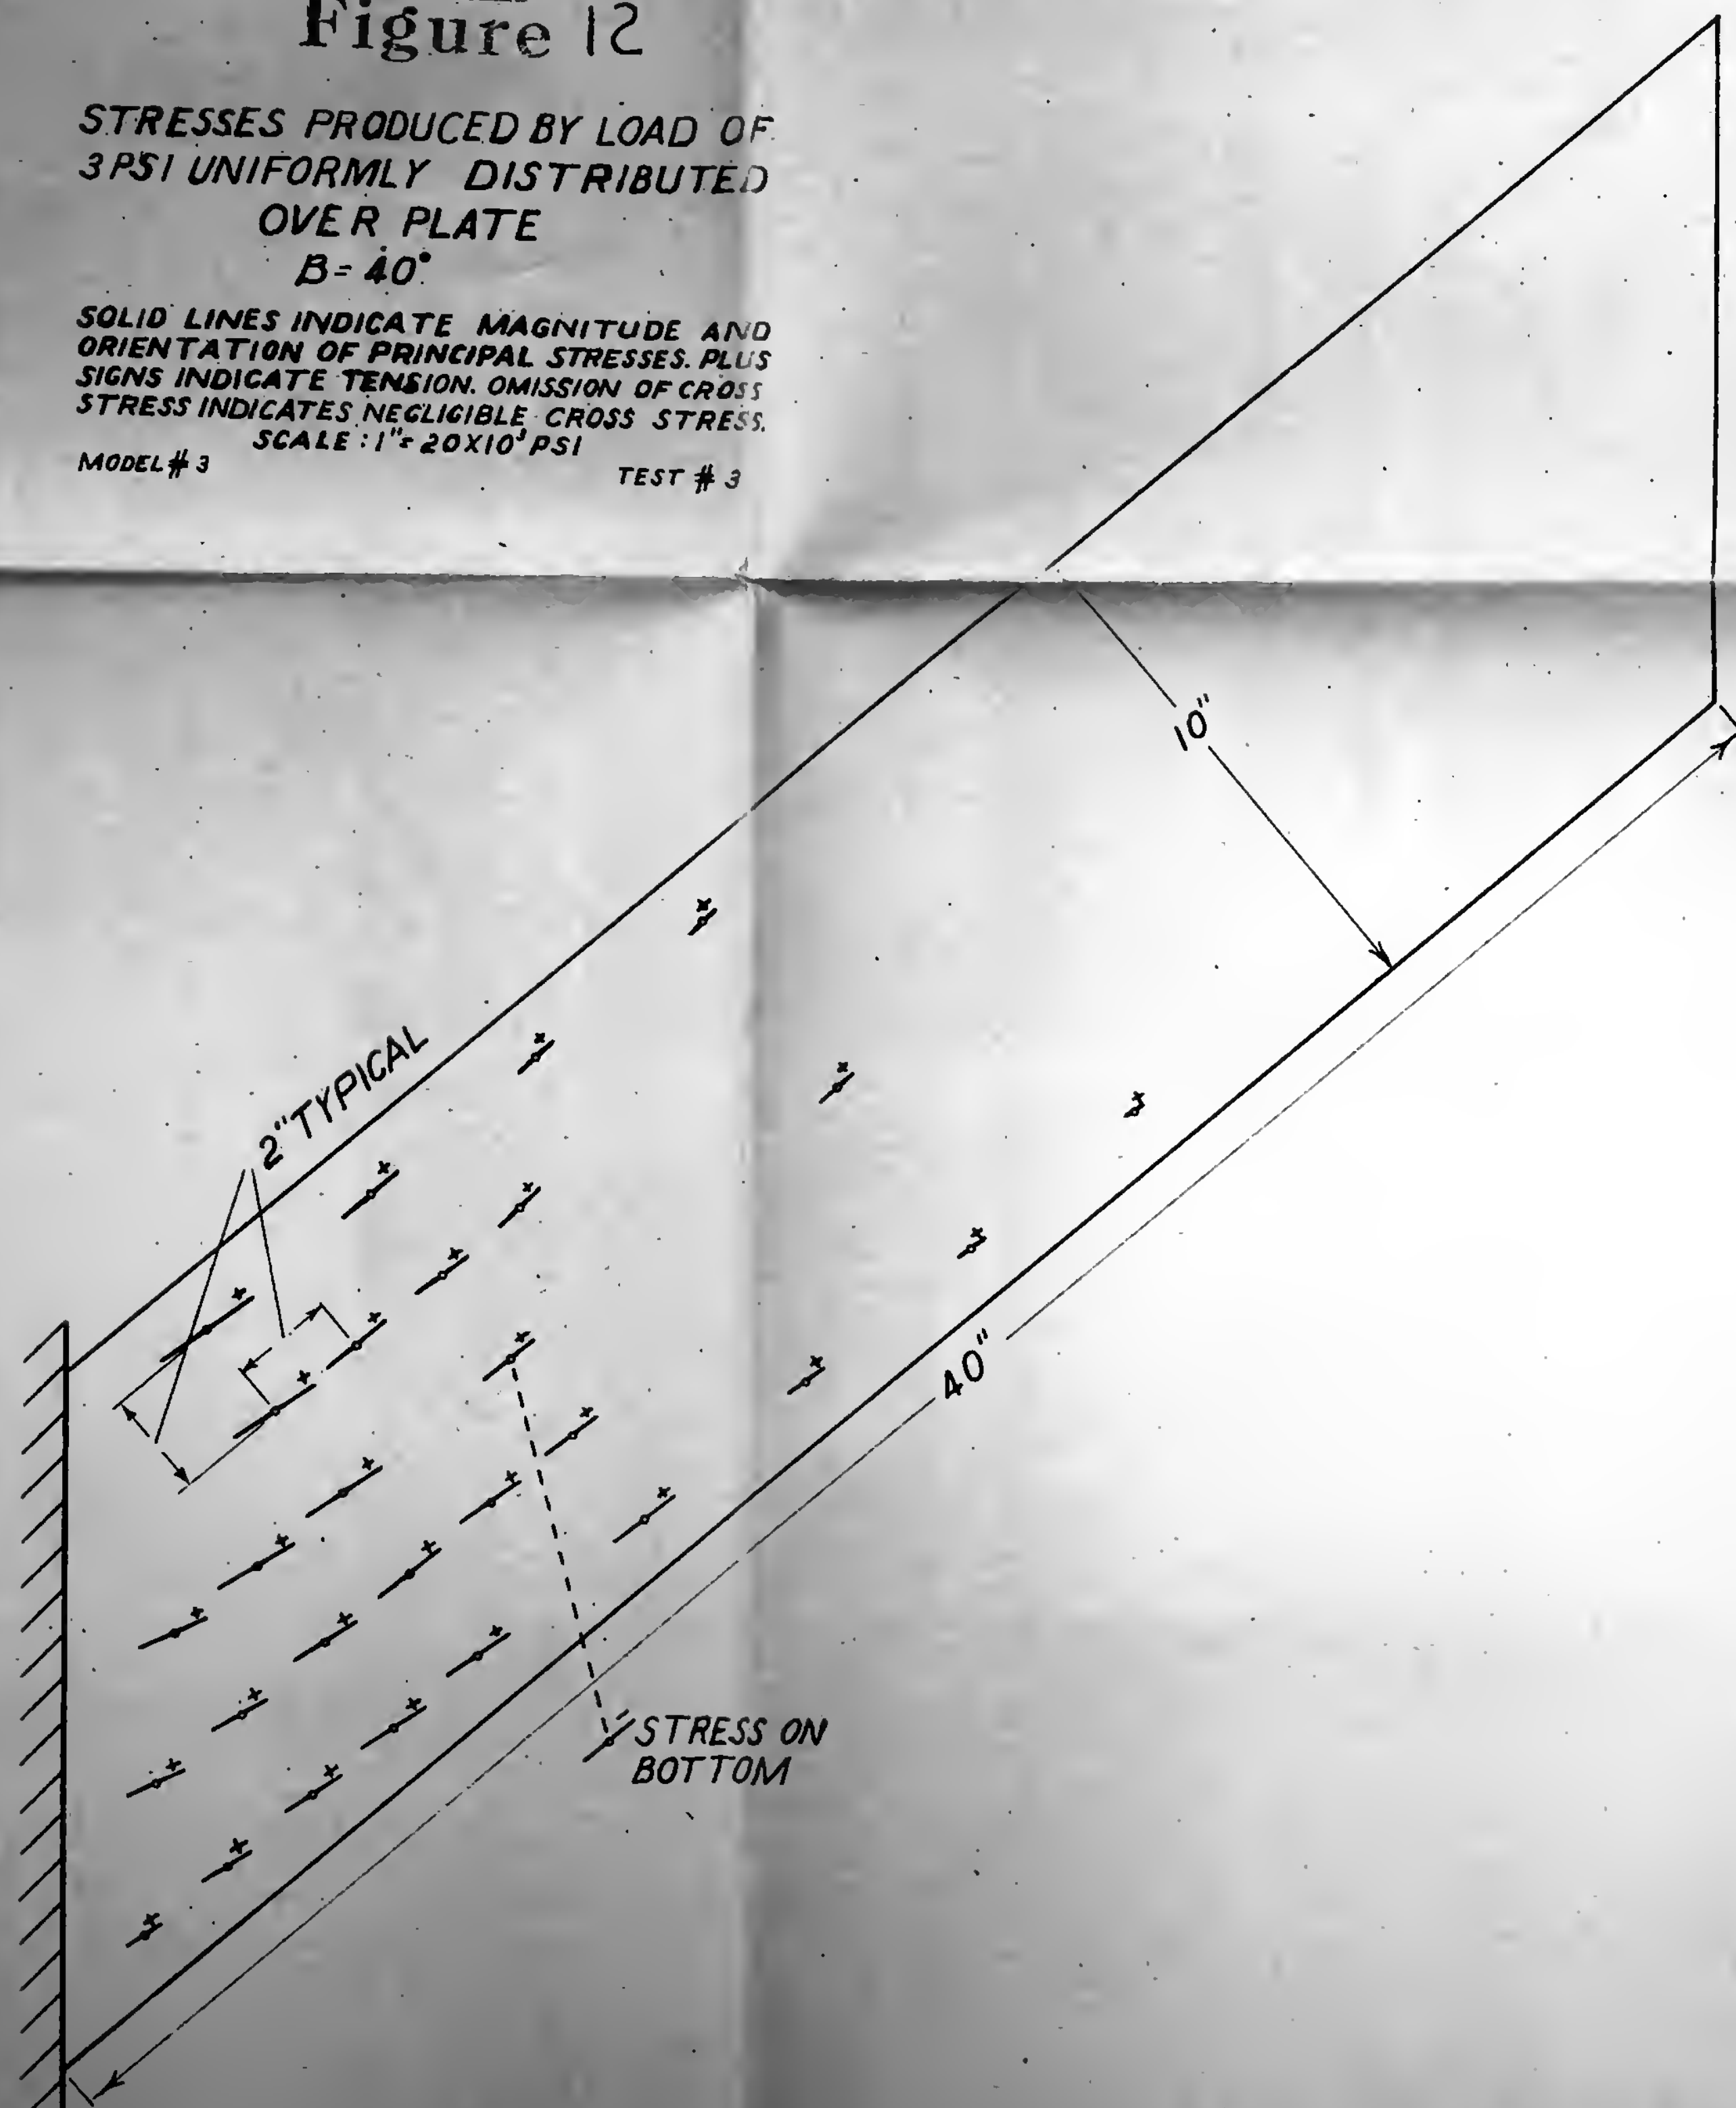 Figure 12
STRESSES PRODUCED BY LOAD OF
3 PSI UNIFORMLY DISTRIBUTED
OVER PLATE
β = 40°
SOLID LINES INDICATE MAGNITUDE AND
ORIENTATION OF PRINCIPAL STRESSES. PLUS
SIGNS INDICATE TENSION. OMISSION OF CROSS
STRESS INDICATES NEGLIGIBLE CROSS STRESS.
SCALE : 1" = 20X10³ PSI
MODEL # 3
TEST # 3
10"
2" TYPICAL
40"
STRESS ON
BOTTOM